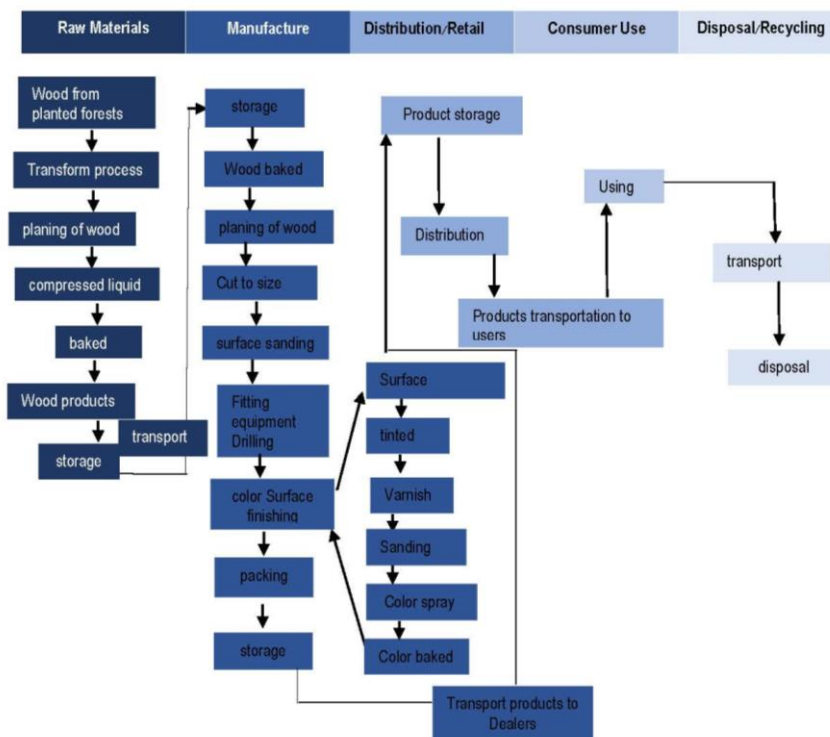 Raw Materials
Manufacture
Distribution/Retail
Consumer Use
Disposal/Recycling
Wood from
planted forests
Transform process
planing of wood
compressed liquid
baked
Wood products
transport
storage
storage
Wood baked
planing of wood
Cut to size
surface sanding
Fitting
equipment
Drilling
color Surface
finishing
packing
storage
Surface
tinted
Varnish
Sanding
Color spray
Color baked
Transport products to
Dealers
Product storage
Distribution
Products transportation to
users
Using
transport
disposal